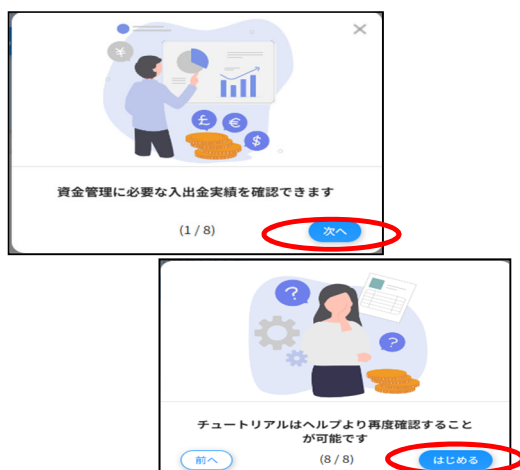 ¥
£
€
$
資金管理に必要な入出金実績を確認できます
(1 / 8)
次へ
?
?
チュートリアルはヘルプより再度確認すること
が可能です
前へ
(8 / 8)
はじめる